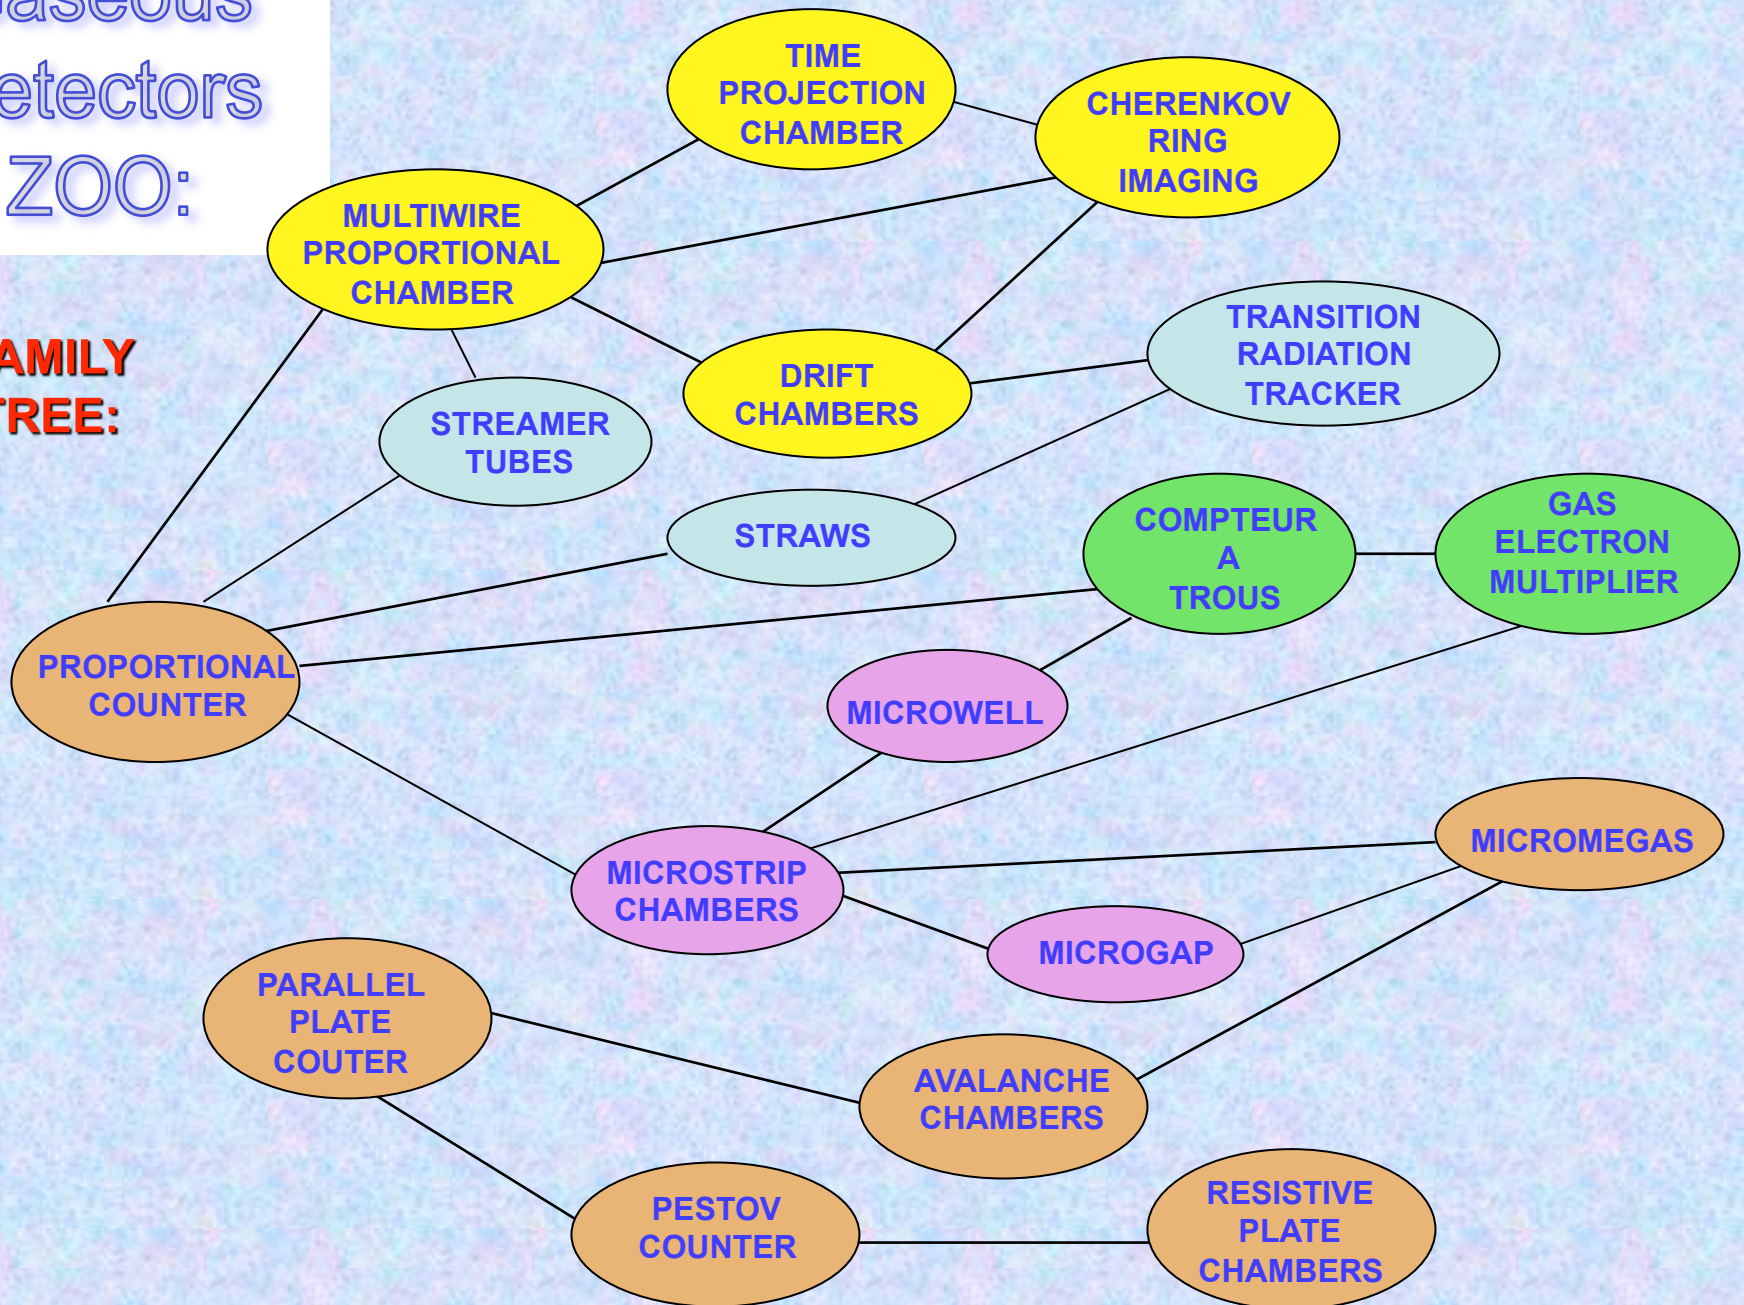 aseous
etectors
ZOO:
AMILY
TREE:
TIME
PROJECTION
CHAMBER
CHERENKOV
RING
IMAGING
MULTIWIRE
PROPORTIONAL
CHAMBER
TRANSITION
RADIATION
TRACKER
DRIFT
CHAMBERS
STREAMER
TUBES
STRAWS
COMPTEUR
A
TROUS
GAS
ELECTRON
MULTIPLIER
PROPORTIONAL
COUNTER
MICROWELL
MICROMEGAS
MICROSTRIP
CHAMBERS
MICROGAP
PARALLEL
PLATE
COUTER
AVALANCHE
CHAMBERS
PESTOV
COUNTER
RESISTIVE
PLATE
CHAMBERS